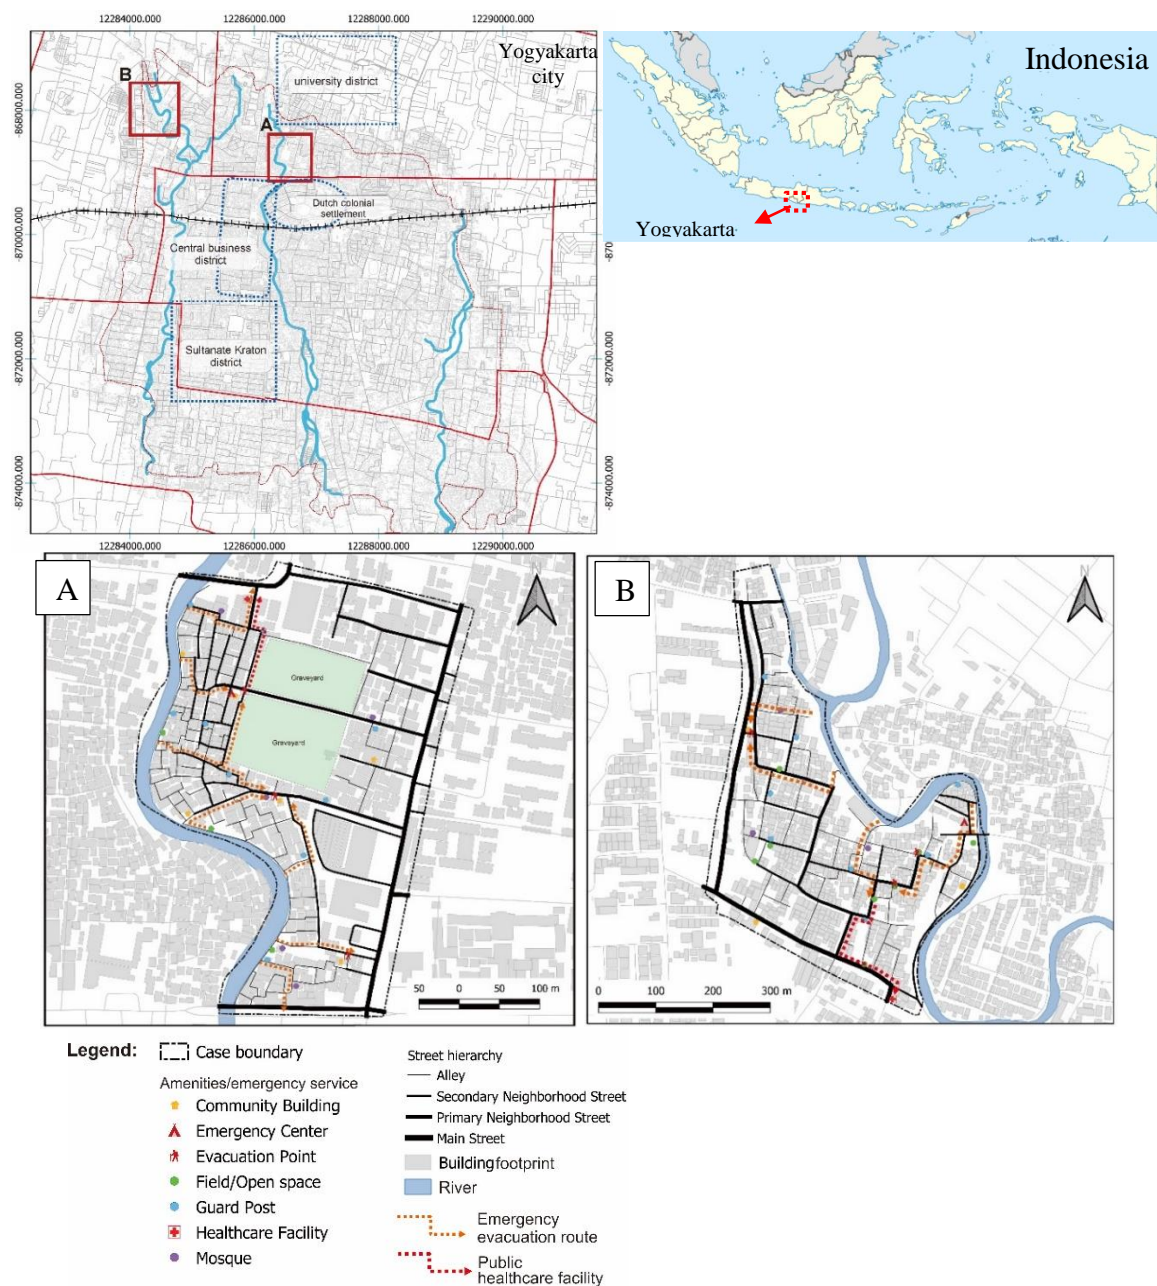 12284000.000
12286000.000
12288000.000
12290000.000
Yogyakarta
city
B
university district
-868000.000
A
Dutch colonial
settlement
Central business
district
-870000.000
Sultanate Kraton
district
-872000.000
-872000.000
-874000.000
-874000.000
12284000.000
12286000.000
12288000.000
12290000.000
Indonesia
Yogyakarta
-870
A
N
Graveyard
Graveyard
50 0 50 100 m
B
N
0 100 200 300 m
Legend:
Case boundary
Amenities/emergency service
Community Building
Emergency Center
Evacuation Point
Field/Open space
Guard Post
Healthcare Facility
Mosque
Street hierarchy
Alley
Secondary Neighborhood Street
Primary Neighborhood Street
Main Street
Building footprint
River
Emergency
evacuation route
Public
healthcare facility